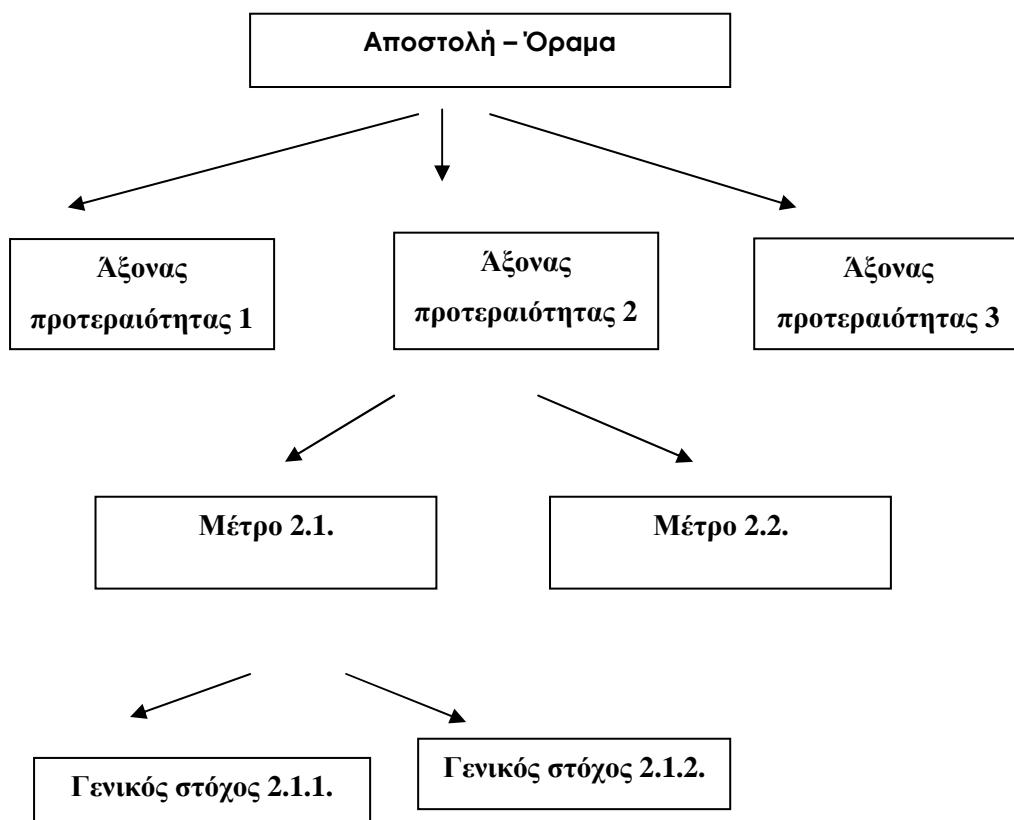 Αποστολή – Όραμα
Άξονας
προτεραιότητας 1
Άξονας
προτεραιότητας 2
Άξονας
προτεραιότητας 3
Μέτρο 2.1.
Μέτρο 2.2.
Γενικός στόχος 2.1.1.
Γενικός στόχος 2.1.2.